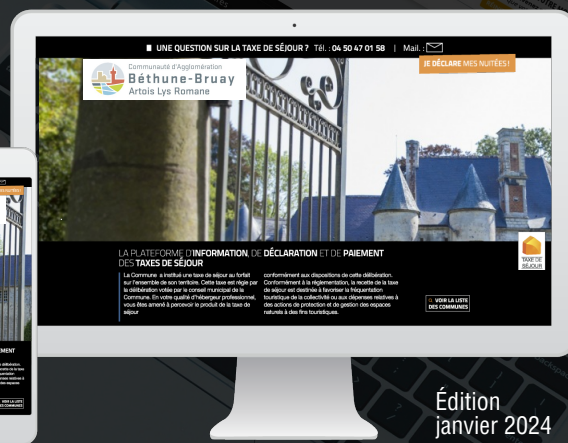 UNE QUESTION SUR LA TAXE DE SÉJOUR ? Tél. : 04 50 47 01 58 | Mail. :
JE DÉCLARE MES NUITÉES !
Communauté d'Agglomération
Béthune-Bruay
Artois Lys Romane
LA PLATEFORME D'INFORMATION, DE DÉCLARATION ET DE PAIEMENT
DES TAXES DE SÉJOUR
La Commune a institué une taxe de séjour au forfait
sur l'ensemble de son territoire. Cette taxe est régie par
la délibération votée par le conseil municipal de la
Commune. En votre qualité d'hébergeur professionnel,
vous êtes amené à percevoir le produit de la taxe de
séjour
conformément aux dispositions de cette délibération.
Conformément à la réglementation, la recette de la taxe
de séjour est destinée à favoriser la fréquentation
touristique de la collectivité ou aux dépenses relatives à
des actions de protection et de gestion des espaces
naturels à des fins touristiques.
TAXE DE
SÉJOUR
VOIR LA LISTE
DES COMMUNES
VOIR LA LISTE
DES COMMUNES
Édition
janvier 2024